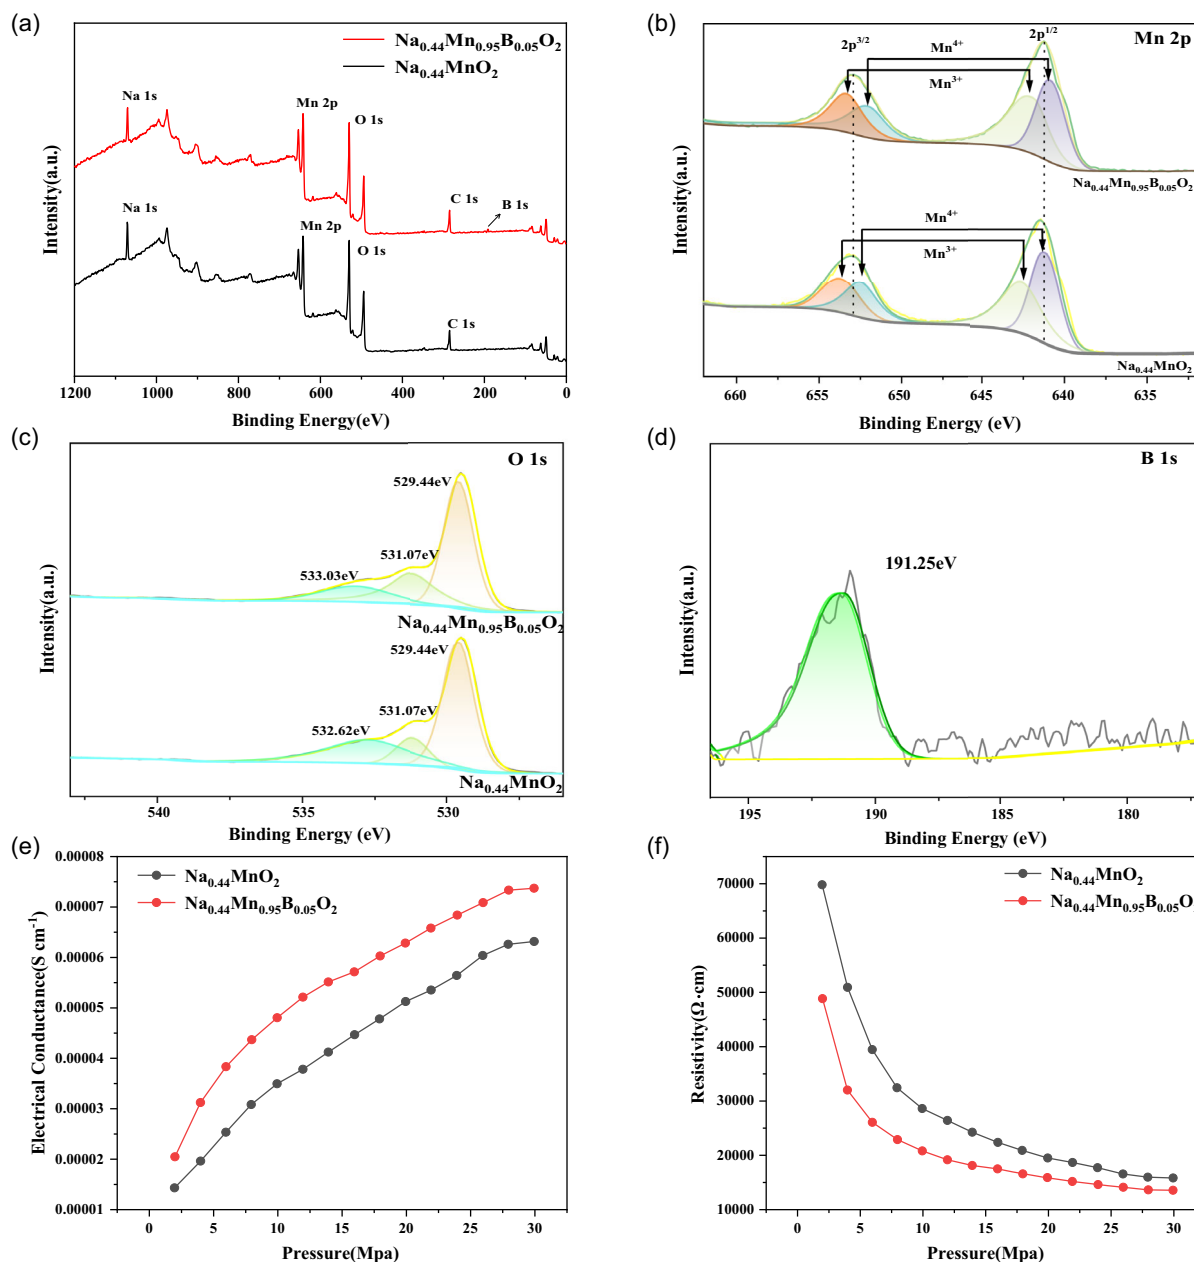 (a)
Na0.44Mn0.95B0.05O2
Na0.44MnO2
Na 1s
Mn 2p
O 1s
C 1s
B 1s
Na 1s
Mn 2p
O 1s
C 1s
Intensity(a.u.)
1200 1000 800 600 400 200 0
Binding Energy(eV)
(b)
Mn 2p
2p3/2
2p1/2
Mn4+
Mn3+
Na0.44Mn0.95B0.05O2
Mn4+
Mn3+
Na0.44MnO2
Intensity(a.u.)
660 655 650 645 640 635
Binding Energy (eV)
(c)
O 1s
529.44eV
531.07eV
533.03eV
Na0.44Mn0.95B0.05O2
529.44eV
531.07eV
532.62eV
Na0.44MnO2
Intensity(a.u.)
540 535 530
Binding Energy (eV)
(d)
B 1s
191.25eV
Intensity(a.u.)
195 190 185 180
Binding Energy (eV)
(e)
Na0.44MnO2
Na0.44Mn0.95B0.05O2
Electrical Conductance(S cm-1)
0.00008
0.00007
0.00006
0.00005
0.00004
0.00003
0.00002
0.00001
0 5 10 15 20 25 30
Pressure(Mpa)
(f)
Na0.44MnO2
Na0.44Mn0.95B0.05O
Resistivity(Ω·cm)
70000
60000
50000
40000
30000
20000
10000
0
0 5 10 15 20 25 30
Pressure(Mpa)